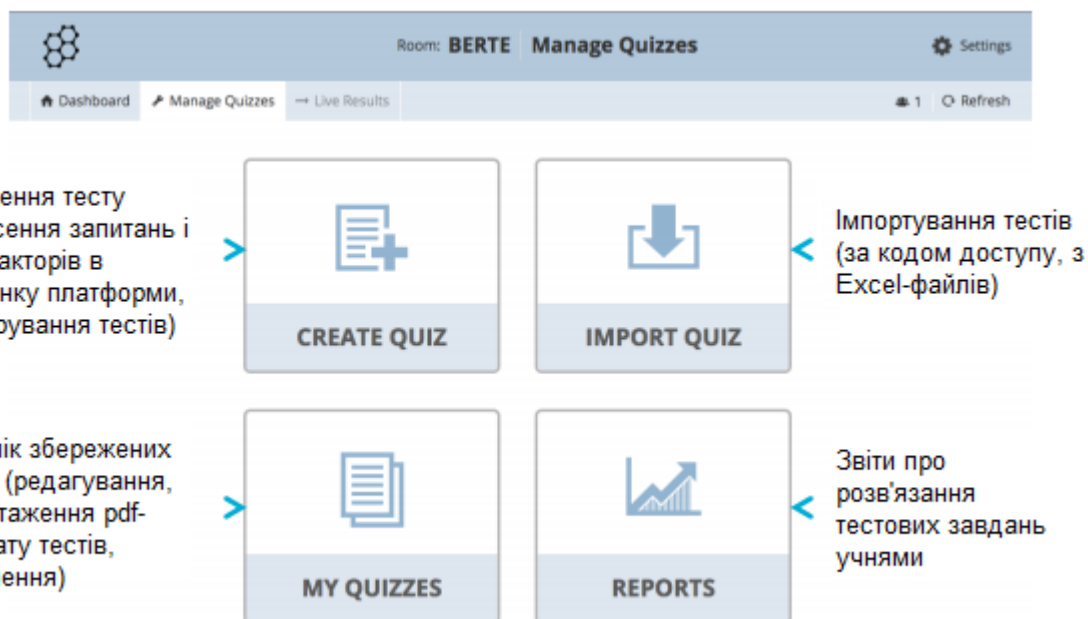 Room: BERTE Manage Quizzes
Settings
Dashboard Manage Quizzes → Live Results
1 Refresh
ення тесту
сення запитань і
акторів в
нку платформи,
рування тестів)
CREATE QUIZ
IMPORT QUIZ
Імпортування тестів
(за кодом доступу, з
Excel-файлів)
ік збережених
(редагування,
таження pdf-
ату тестів,
ення)
MY QUIZZES
REPORTS
Звіти про
розв'язання
тестових завдань
учнями